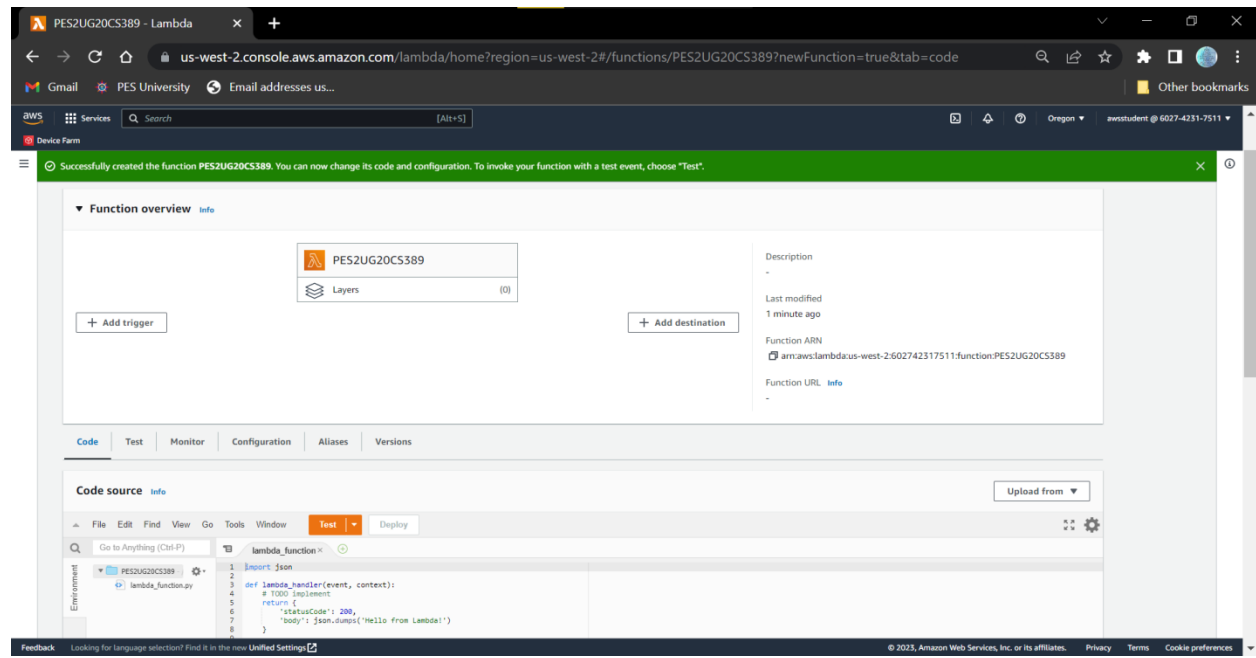 PES2UG20CS389 - Lambda
us-west-2.console.aws.amazon.com/lambda/home?region=us-west-2#/functions/PES2UG20CS389?newFunction=true&tab=code
Gmail PES University Email addresses us... Other bookmarks
aws Services Search [Alt+S] Oregon awsstudent @ 6027-4231-7511
Device Farm
Successfully created the function PES2UG20CS389. You can now change its code and configuration. To invoke your function with a test event, choose "Test".
Function overview Info
PES2UG20CS389
Layers (0)
+ Add trigger
+ Add destination
Description
-
Last modified
1 minute ago
Function ARN
arn:aws:lambda:us-west-2:602742317511:function:PES2UG20CS389
Function URL Info
-
Code Test Monitor Configuration Aliases Versions
Code source Info
Upload from
File Edit Find View Go Tools Window Test Deploy
Go to Anything (Ctrl-P)
lambda_function
Environment
PES2UG20CS389
lambda_function.py
1 import json
2
3 def lambda_handler(event, context):
4 # TODO implement
5 return {
6 'statusCode': 200,
7 'body': json.dumps('Hello from Lambda!')
8 }
Feedback Looking for language selection? Find it in the new Unified Settings © 2023, Amazon Web Services, Inc. or its affiliates. Privacy Terms Cookie preferences